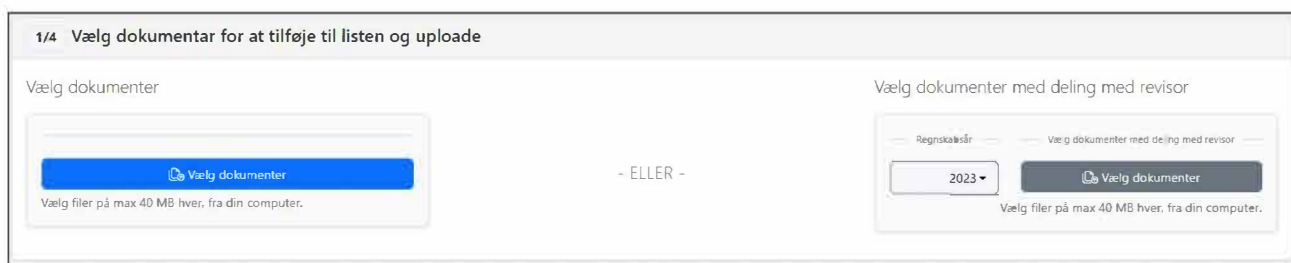 1/4 Vælg dokumentar for at tilføje til listen og uploade
Vælg dokumenter
Vælg dokumenter
Vælg filer på max 40 MB hver, fra din computer.
- ELLER -
Vælg dokumenter med deling med revisor
Regnskabsår
Vælg dokumenter med deling med revisor
2023
Vælg dokumenter
Vælg filer på max 40 MB hver, fra din computer.